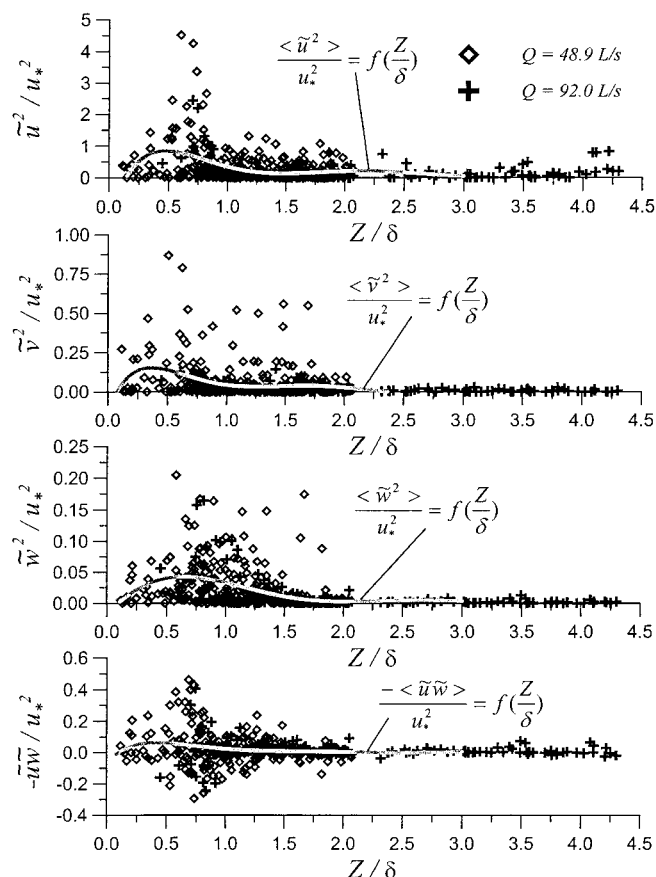 5
4
3
2
1
0
ũ² / u*²
<ũ²> / u*² = f(Z/δ)
◇ Q = 48.9 L/s
+ Q = 92.0 L/s
0.0 0.5 1.0 1.5 2.0 2.5 3.0 3.5 4.0 4.5
Z / δ
1.00
0.75
0.50
0.25
0.00
ṽ² / u*²
<ṽ²> / u*² = f(Z/δ)
0.0 0.5 1.0 1.5 2.0 2.5 3.0 3.5 4.0 4.5
Z / δ
0.25
0.20
0.15
0.10
0.05
0.00
w̃² / u*²
<w̃²> / u*² = f(Z/δ)
0.0 0.5 1.0 1.5 2.0 2.5 3.0 3.5 4.0 4.5
Z / δ
0.6
0.4
0.2
0.0
-0.2
-0.4
-ũw̃ / u*²
-<ũw̃> / u*² = f(Z/δ)
0.0 0.5 1.0 1.5 2.0 2.5 3.0 3.5 4.0 4.5
Z / δ